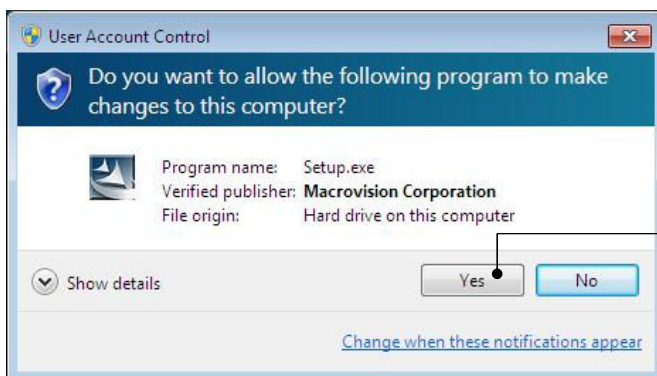 User Account Control
Do you want to allow the following program to make
changes to this computer?
Program name: Setup.exe
Verified publisher: Macrovision Corporation
File origin: Hard drive on this computer
Show details
Yes
No
Change when these notifications appear